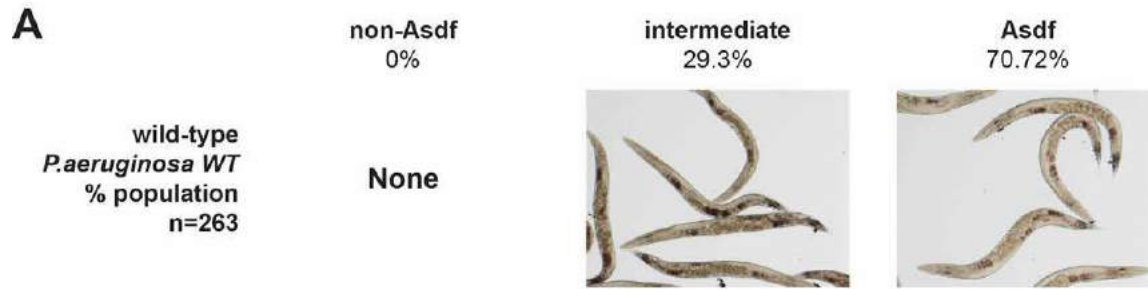 A
non-Asdf
0%
intermediate
29.3%
Asdf
70.72%
wild-type
P.aeruginosa WT
% population
n=263
None